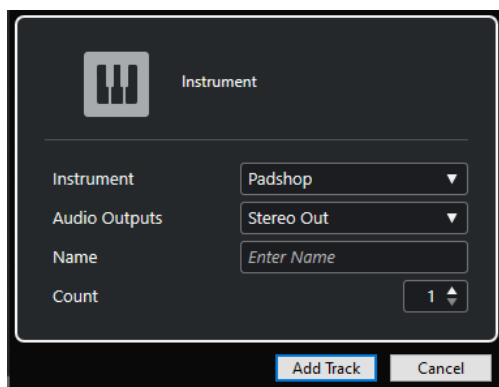 Instrument
Instrument Padshop
Audio Outputs Stereo Out
Name Enter Name
Count 1
Add Track Cancel